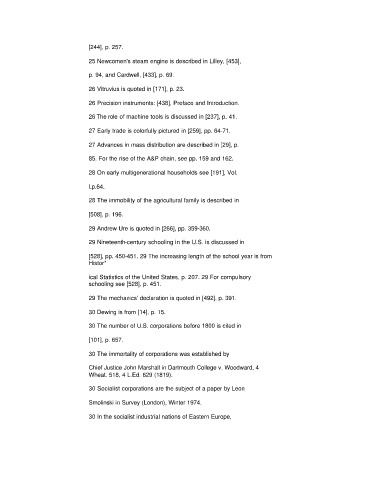 [244], p. 257.
25 Newcomen's steam engine is described in Lilley, [453],
p. 94, and Cardwell, [433], p. 69.
26 Vitruvius is quoted in [171], p. 23.
26 Precision instruments: [438], Preface and Introduction.
26 The role of machine tools is discussed in [237], p. 41.
27 Early trade is colorfully pictured in [259], pp. 64-71.
27 Advances in mass distribution are described in [29], p.
85. For the rise of the A&P chain, see pp. 159 and 162.
28 On early multigenerational households see [191], Vol.
I,p.64.
28 The immobility of the agricultural family is described in
[508], p. 196.
29 Andrew Ure is quoted in [266], pp. 359-360.
29 Nineteenth-century schooling in the U.S. is discussed in
[528], pp. 450-451. 29 The increasing length of the school year is from
Histor*
ical Statistics of the United States, p. 207. 29 For compulsory
schooling see [528], p. 451.
29 The mechanics' declaration is quoted in [492], p. 391.
30 Dewing is from [14], p. 15.
30 The number of U.S. corporations before 1800 is cited in
[101], p. 657.
30 The immortality of corporations was established by
Chief Justice John Marshall in Dartmouth College v. Woodward, 4
Wheat. 518, 4 L.Ed. 629 (1819).
30 Socialist corporations are the subject of a paper by Leon
Smolinski in Survey (London), Winter 1974.
30 In the socialist industrial nations of Eastern Europe,